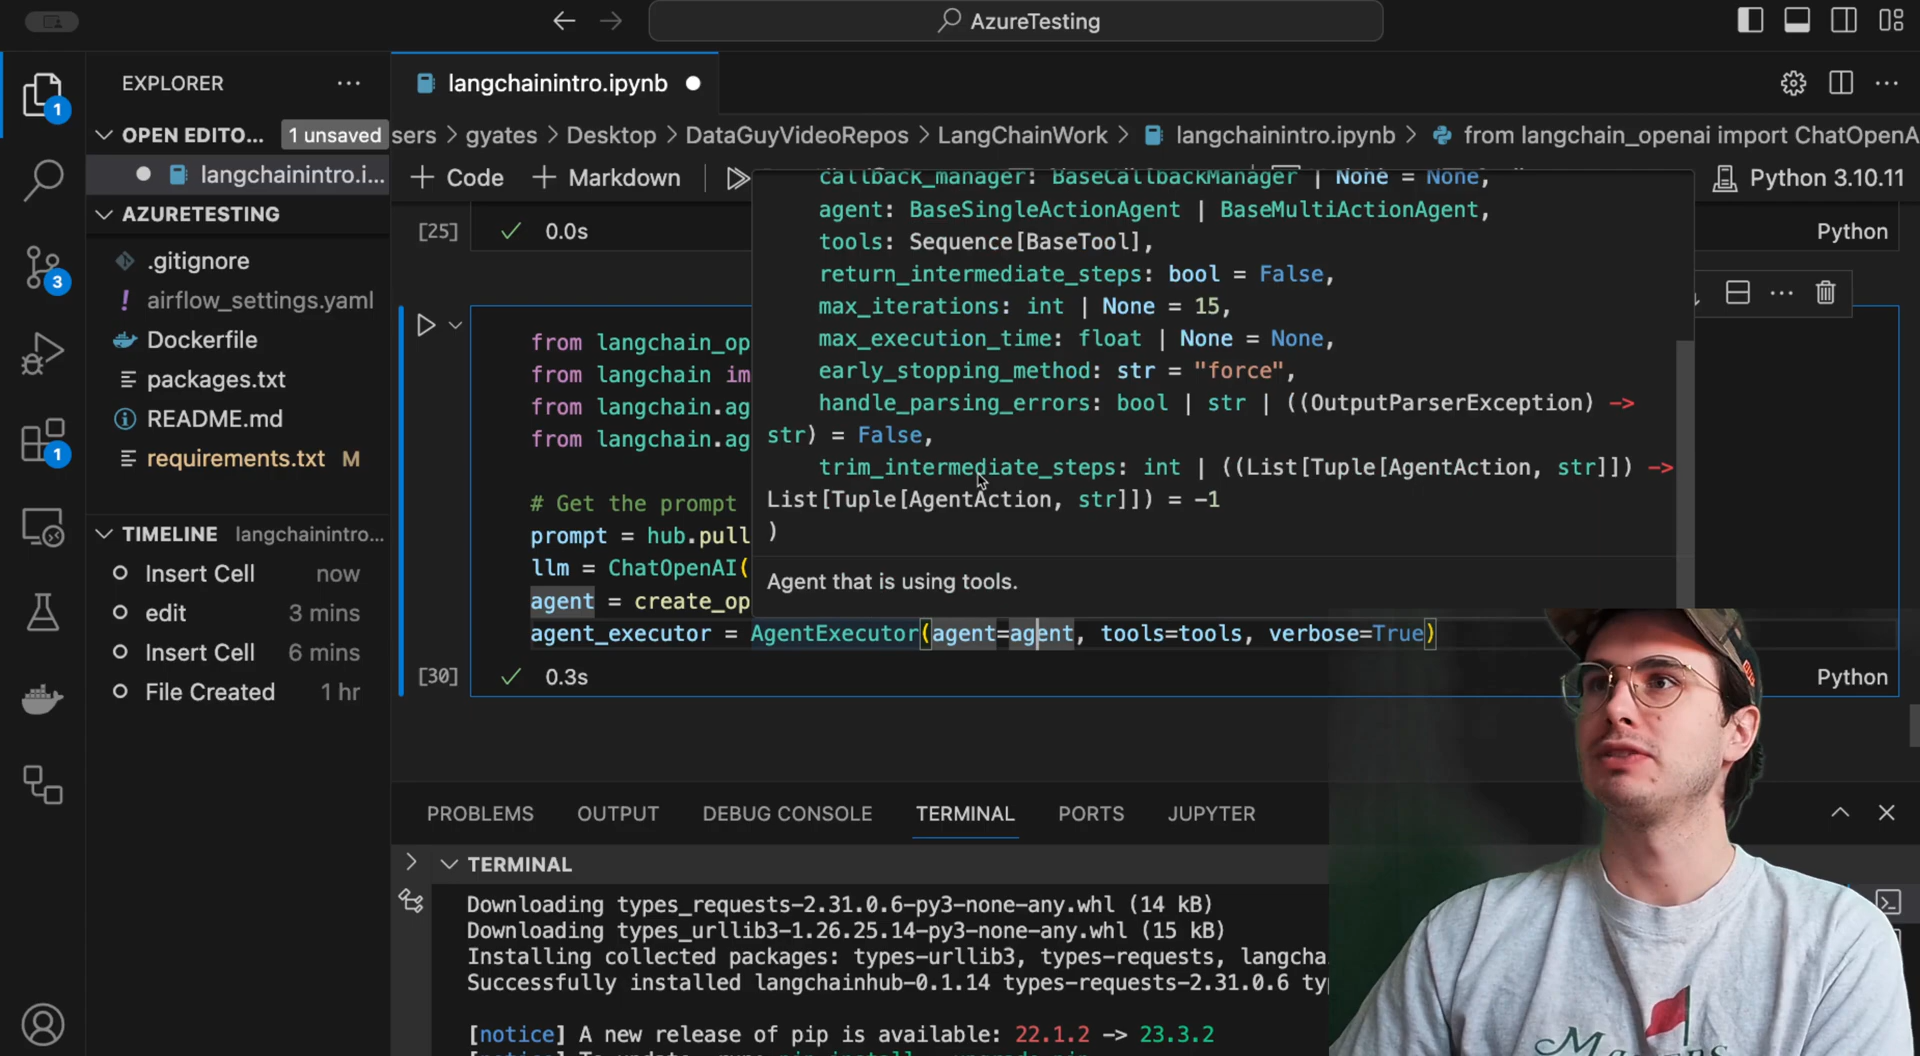 AzureTesting
EXPLORER
OPEN EDITO... 1 unsaved
langchainintro.i...
AZURETESTING
.gitignore
! airflow_settings.yaml
Dockerfile
packages.txt
README.md
requirements.txt M
TIMELINE langchainintro...
Insert Cell now
edit 3 mins
Insert Cell 6 mins
File Created 1 hr
1
3
1
langchainintro.ipynb
sers > gyates > Desktop > DataGuyVideoRepos > LangChainWork > langchainintro.ipynb > from langchain_openai import ChatOpenA
+ Code + Markdown
Python 3.10.11
[25] ✓ 0.0s
Python
callback_manager: BaseCallbackManager | None = None,
agent: BaseSingleActionAgent | BaseMultiActionAgent,
tools: Sequence[BaseTool],
return_intermediate_steps: bool = False,
max_iterations: int | None = 15,
max_execution_time: float | None = None,
early_stopping_method: str = "force",
handle_parsing_errors: bool | str | ((OutputParserException) ->
str) = False,
trim_intermediate_steps: int | ((List[Tuple[AgentAction, str]]) ->
List[Tuple[AgentAction, str]]) = -1
)
Agent that is using tools.
from langchain_op
from langchain im
from langchain.ag
from langchain.ag
# Get the prompt
prompt = hub.pull
llm = ChatOpenAI(
agent = create_op
agent_executor = AgentExecutor(agent=agent, tools=tools, verbose=True)
[30] ✓ 0.3s
Python
PROBLEMS OUTPUT DEBUG CONSOLE TERMINAL PORTS JUPYTER
TERMINAL
Downloading types_requests-2.31.0.6-py3-none-any.whl (14 kB)
Downloading types_urllib3-1.26.25.14-py3-none-any.whl (15 kB)
Installing collected packages: types-urllib3, types-requests, langcha
Successfully installed langchainhub-0.1.14 types-requests-2.31.0.6 ty
[notice] A new release of pip is available: 22.1.2 -> 23.3.2